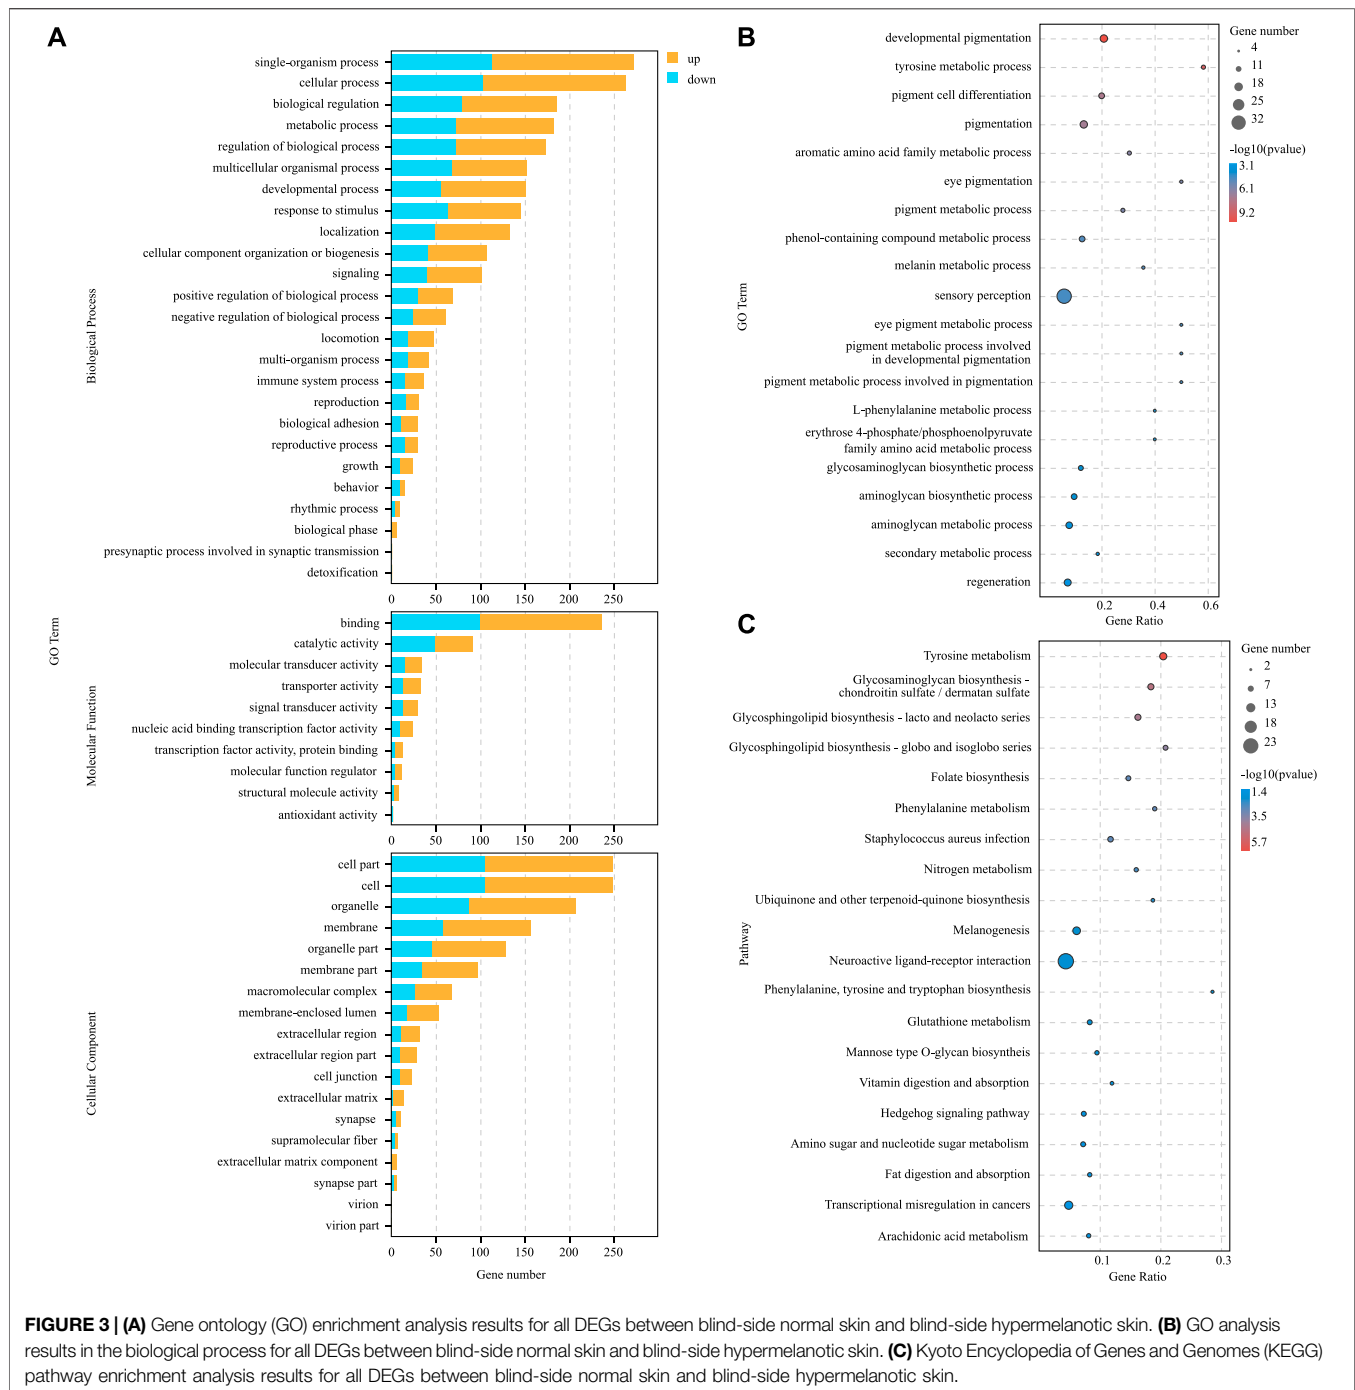 A
up
down
single-organism process
cellular process
biological regulation
metabolic process
regulation of biological process
multicellular organismal process
developmental process
response to stimulus
localization
cellular component organization or biogenesis
signaling
positive regulation of biological process
negative regulation of biological process
locomotion
multi-organism process
immune system process
reproduction
biological adhesion
reproductive process
growth
behavior
rhythmic process
biological phase
presynaptic process involved in synaptic transmission
detoxification
Biological Process
0 50 100 150 200 250
GO Term
binding
catalytic activity
molecular transducer activity
transporter activity
signal transducer activity
nucleic acid binding transcription factor activity
transcription factor activity, protein binding
molecular function regulator
structural molecule activity
antioxidant activity
Molecular Function
0 50 100 150 200 250
cell part
cell
organelle
membrane
organelle part
membrane part
macromolecular complex
membrane-enclosed lumen
extracellular region
extracellular region part
cell junction
extracellular matrix
synapse
supramolecular fiber
extracellular matrix component
synapse part
virion
virion part
Cellular Component
0 50 100 150 200 250
Gene number
B
developmental pigmentation
tyrosine metabolic process
pigment cell differentiation
pigmentation
aromatic amino acid family metabolic process
eye pigmentation
pigment metabolic process
phenol-containing compound metabolic process
melanin metabolic process
sensory perception
eye pigment metabolic process
pigment metabolic process involved
in developmental pigmentation
pigment metabolic process involved in pigmentation
L-phenylalanine metabolic process
erythrose 4-phosphate/phosphoenolpyruvate
family amino acid metabolic process
glycosaminoglycan biosynthetic process
aminoglycan biosynthetic process
aminoglycan metabolic process
secondary metabolic process
regeneration
GO Term
0.2 0.4 0.6
Gene Ratio
Gene number
4
11
18
25
32
-log10(pvalue)
3.1
6.1
9.2
C
Tyrosine metabolism
Glycosaminoglycan biosynthesis -
chondroitin sulfate / dermatan sulfate
Glycosphingolipid biosynthesis - lacto and neolacto series
Glycosphingolipid biosynthesis - globo and isoglobo series
Folate biosynthesis
Phenylalanine metabolism
Staphylococcus aureus infection
Nitrogen metabolism
Ubiquinone and other terpenoid-quinone biosynthesis
Melanogenesis
Neuroactive ligand-receptor interaction
Phenylalanine, tyrosine and tryptophan biosynthesis
Glutathione metabolism
Mannose type O-glycan biosyntheis
Vitamin digestion and absorption
Hedgehog signaling pathway
Amino sugar and nucleotide sugar metabolism
Fat digestion and absorption
Transcriptional misregulation in cancers
Arachidonic acid metabolism
Pathway
0.1 0.2 0.3
Gene Ratio
Gene number
2
7
13
18
23
-log10(pvalue)
1.4
3.5
5.7
FIGURE 3 | (A) Gene ontology (GO) enrichment analysis results for all DEGs between blind-side normal skin and blind-side hypermelanotic skin. (B) GO analysis
results in the biological process for all DEGs between blind-side normal skin and blind-side hypermelanotic skin. (C) Kyoto Encyclopedia of Genes and Genomes (KEGG)
pathway enrichment analysis results for all DEGs between blind-side normal skin and blind-side hypermelanotic skin.